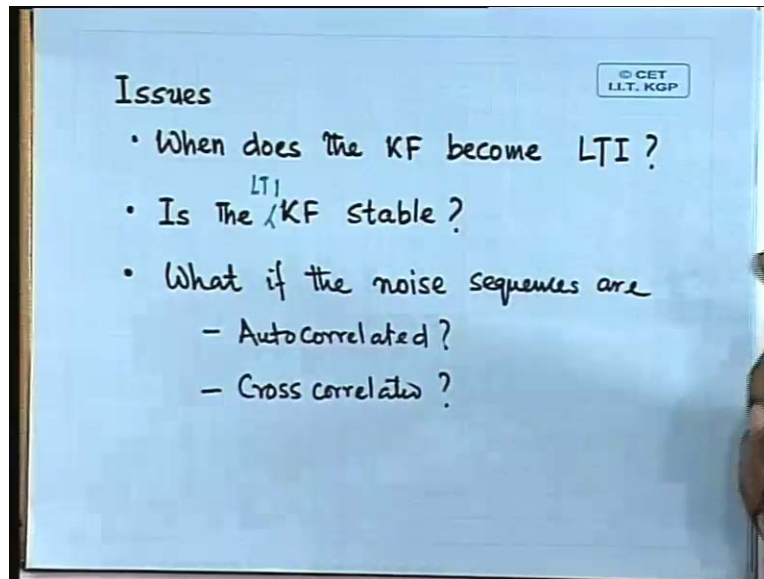 © CET
I.I.T. KGP
Issues
• When does the KF become LTI ?
LTI
• Is The KF stable ?
• What if the noise sequences are
– Autocorrelated ?
– Cross correlated ?